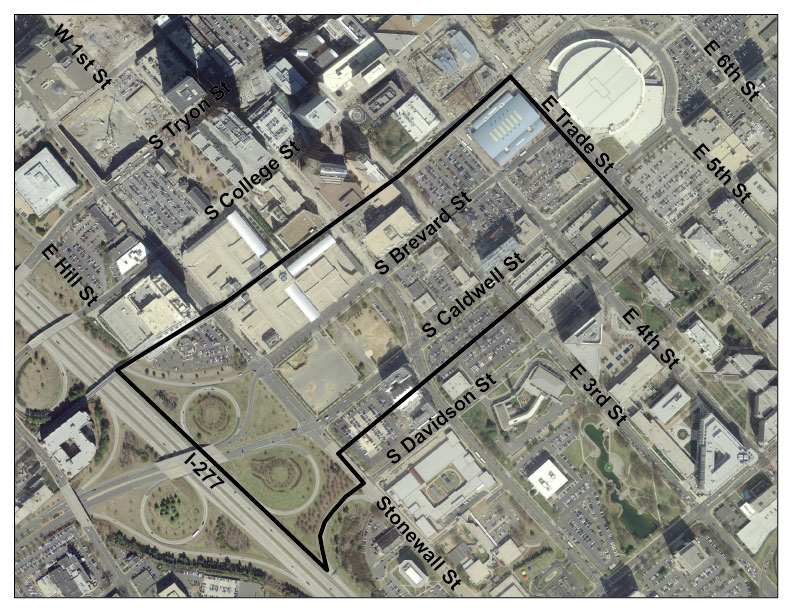 W 1st St
S Tryon St
E 6th St
E Trade St
S College St
E 5th St
S Brevard St
E Hill St
S Caldwell St
E 4th St
E 3rd St
S Davidson St
I-277
Stonewall St